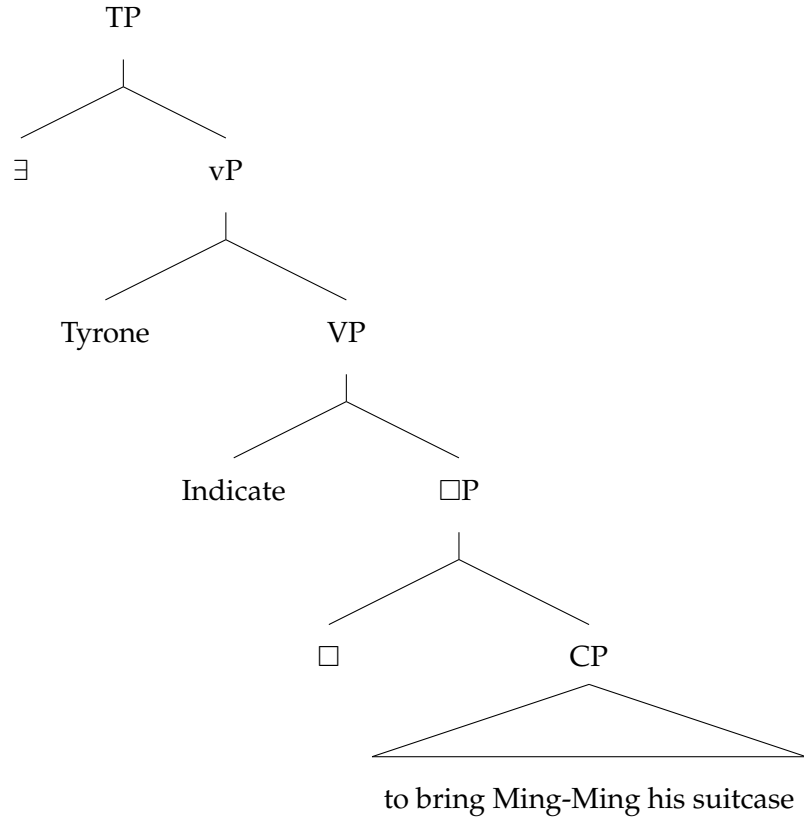 TP
∃ vP
Tyrone VP
Indicate □P
□ CP
to bring Ming-Ming his suitcase